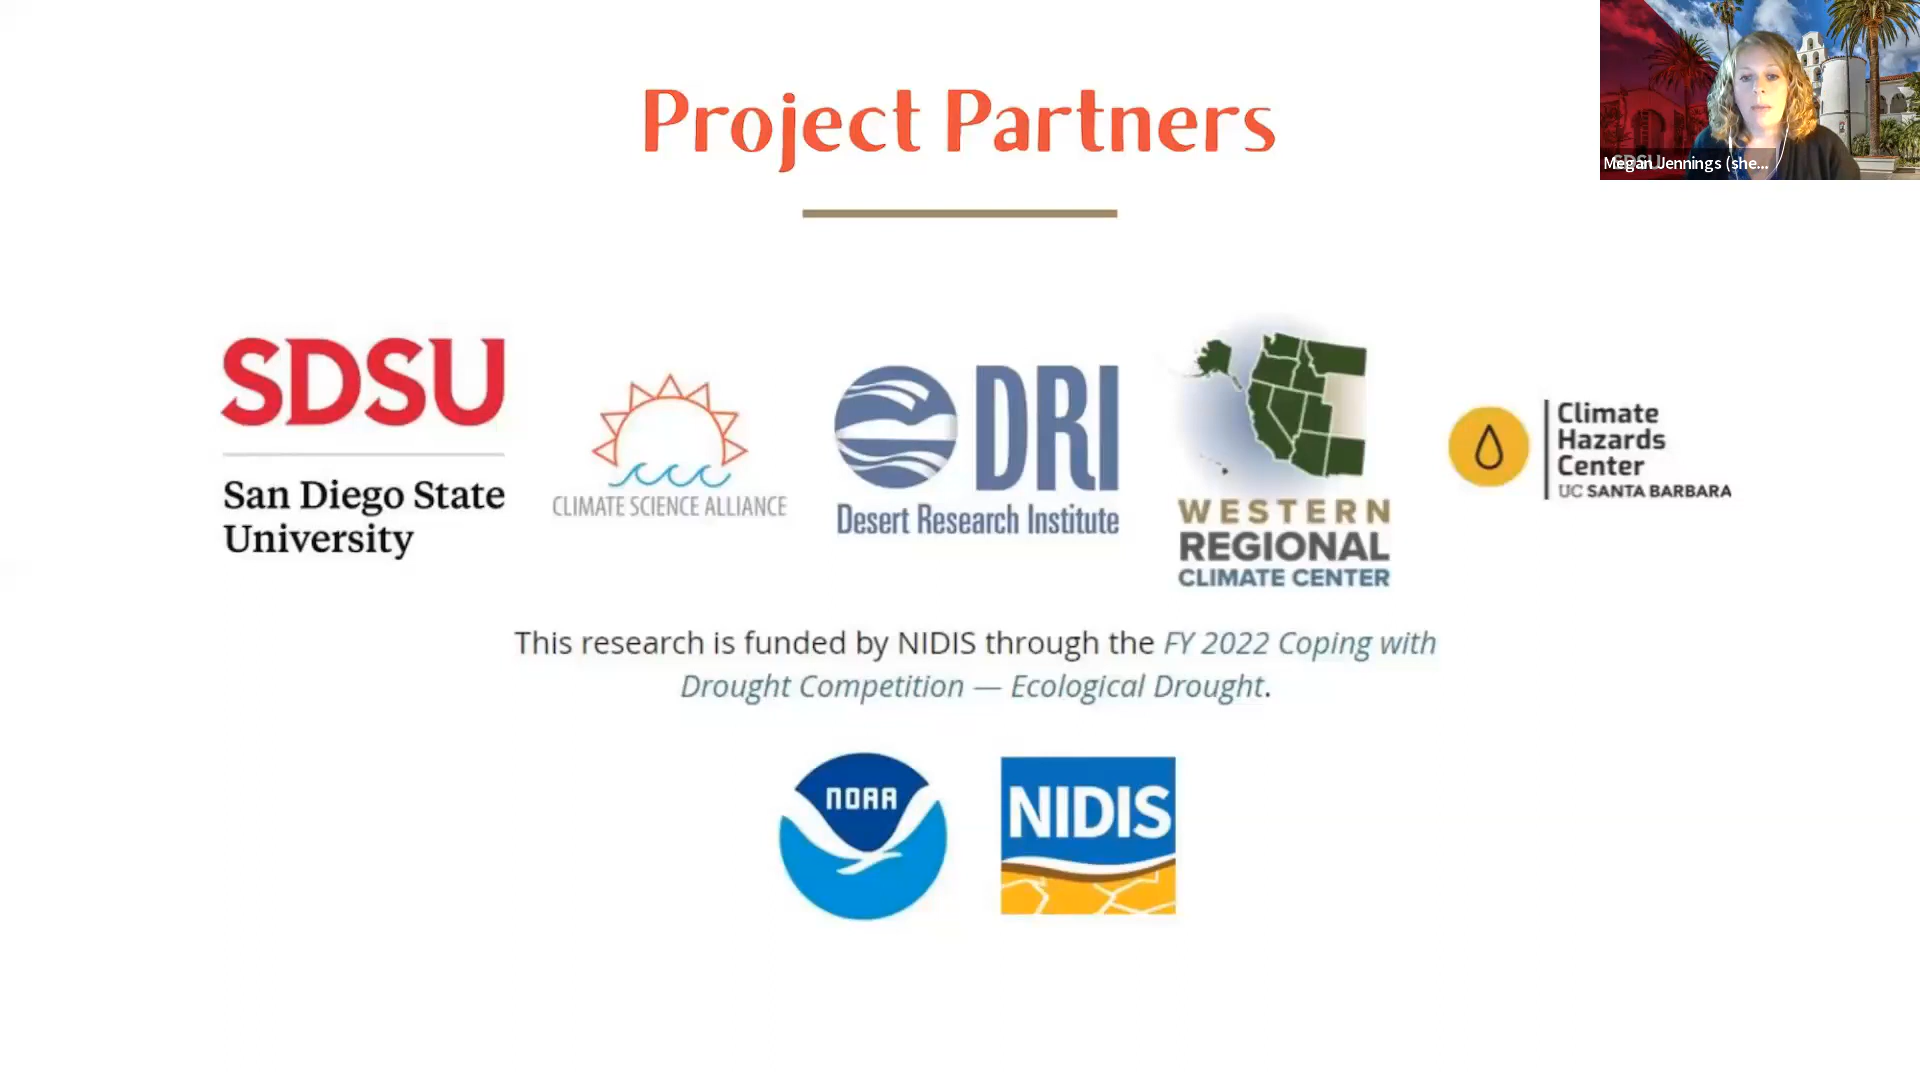 Project Partners
Megan Jennings (she...
SDSU
San Diego State
University
CLIMATE SCIENCE ALLIANCE
DRI
Desert Research Institute
WESTERN
REGIONAL
CLIMATE CENTER
Climate
Hazards
Center
UC SANTA BARBARA
This research is funded by NIDIS through the FY 2022 Coping with
Drought Competition — Ecological Drought.
NOAA
NIDIS